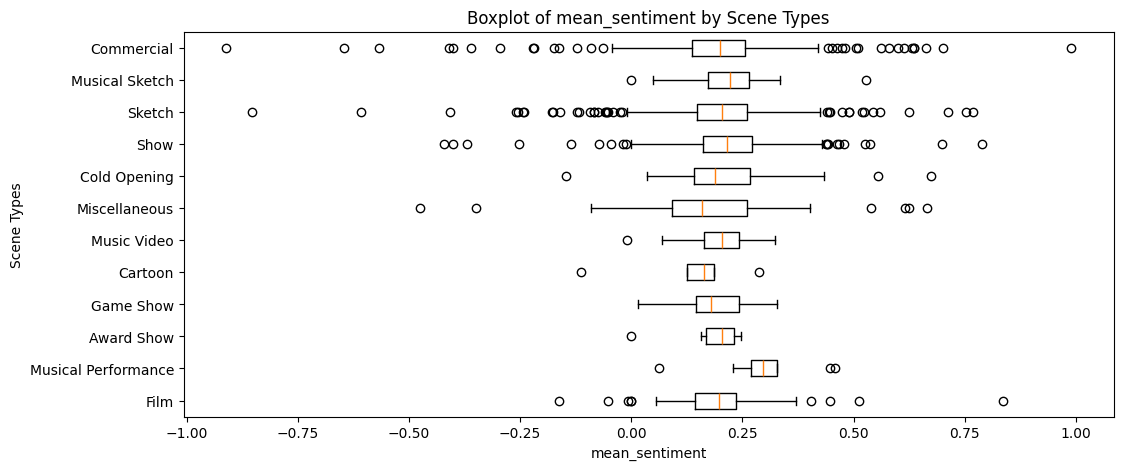 Boxplot of mean_sentiment by Scene Types
Scene Types
Commercial
Musical Sketch
Sketch
Show
Cold Opening
Miscellaneous
Music Video
Cartoon
Game Show
Award Show
Musical Performance
Film
−1.00 −0.75 −0.50 −0.25 0.00 0.25 0.50 0.75 1.00
mean_sentiment